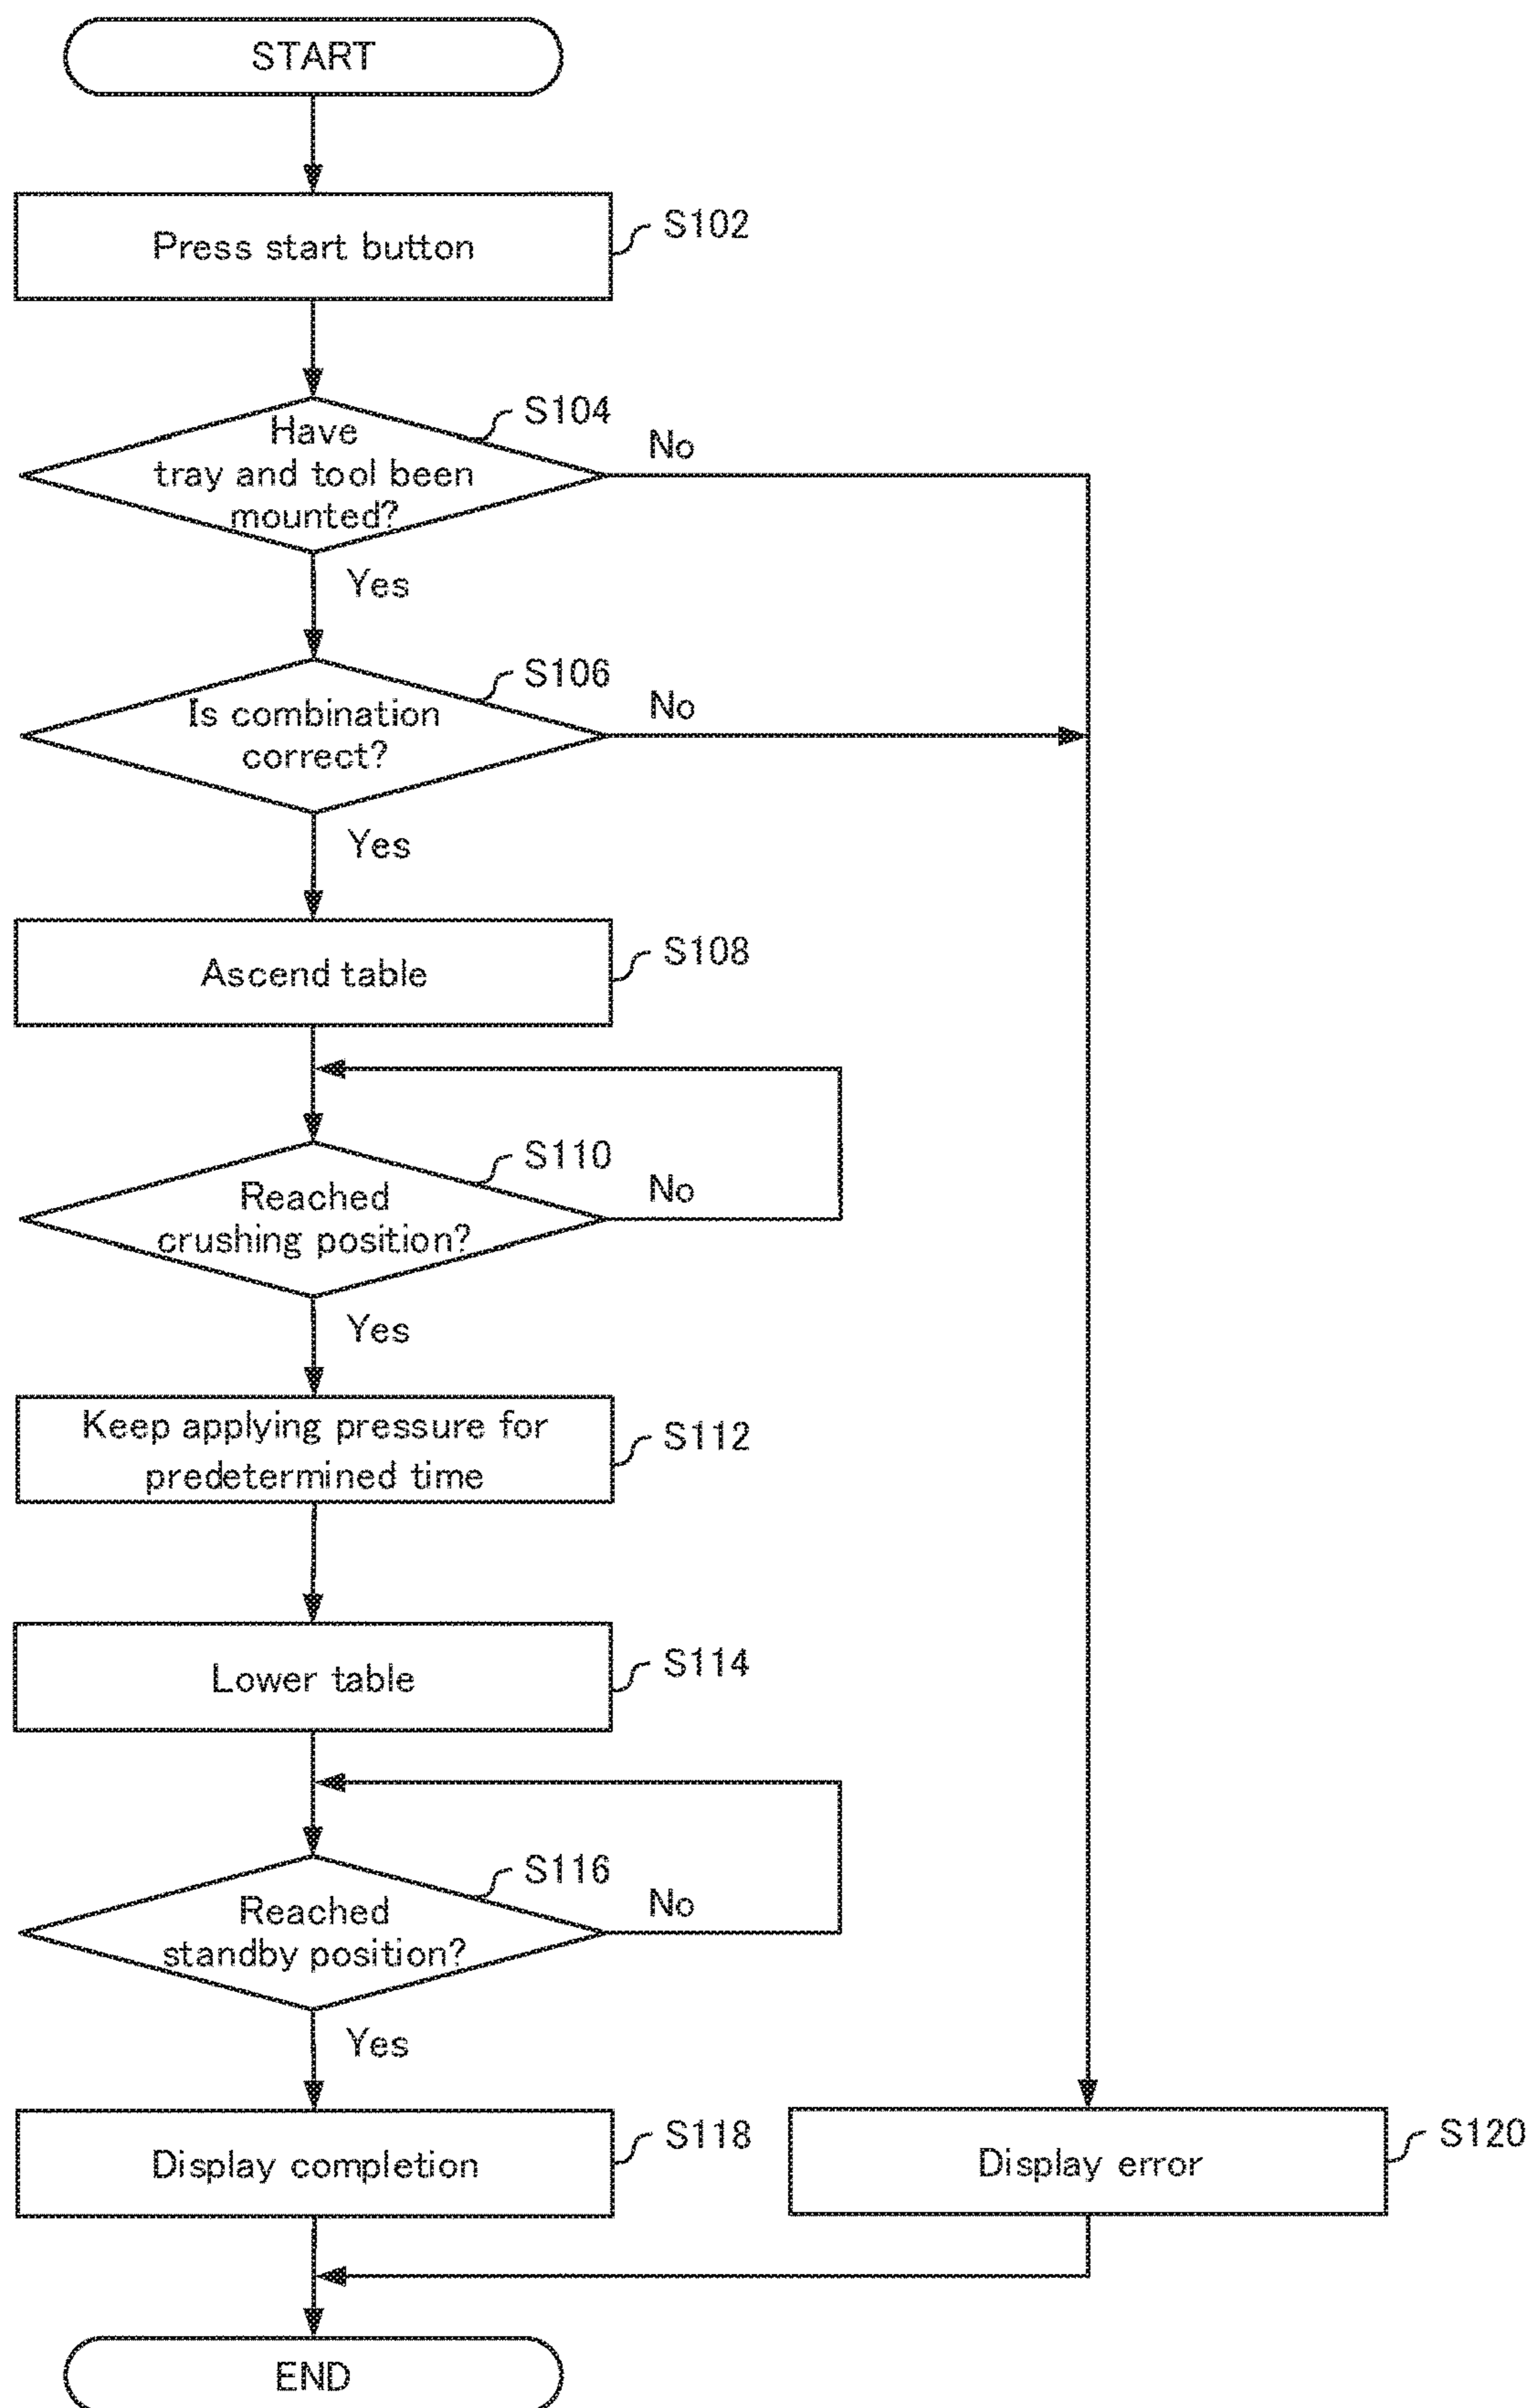 START
Press start button
S102
S104
Have
tray and tool been
mounted?
No
Yes
S106
Is combination
correct?
No
Yes
Ascend table
S108
S110
Reached
crushing position?
No
Yes
Keep applying pressure for
predetermined time
S112
Lower table
S114
S116
Reached
standby position?
No
Yes
Display completion
S118
Display error
S120
END